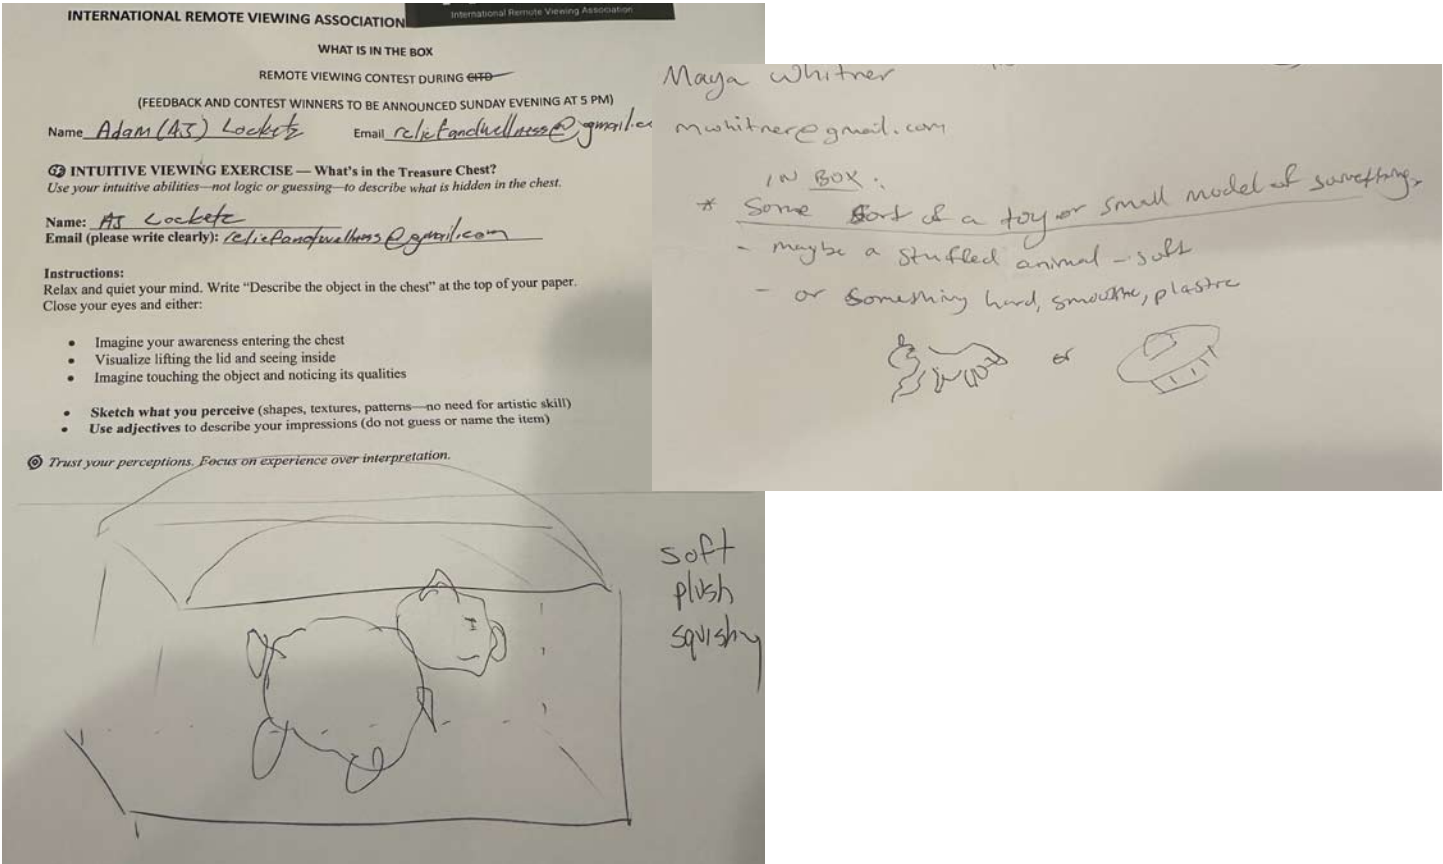 INTERNATIONAL REMOTE VIEWING ASSOCIATION
International Remote Viewing Association
WHAT IS IN THE BOX
REMOTE VIEWING CONTEST DURING CITD
(FEEDBACK AND CONTEST WINNERS TO BE ANNOUNCED SUNDAY EVENING AT 5 PM)
Name Adam (AJ) Email reliefandwellness@gmail.co
INTUITIVE VIEWING EXERCISE — What's in the Treasure Chest?
Use your intuitive abilities—not logic or guessing—to describe what is hidden in the chest.
Name: AJ
Email (please write clearly): reliefandwellness@gmail.com
Instructions:
Relax and quiet your mind. Write “Describe the object in the chest” at the top of your paper.
Close your eyes and either:
• Imagine your awareness entering the chest
• Visualize lifting the lid and seeing inside
• Imagine touching the object and noticing its qualities
• Sketch what you perceive (shapes, textures, patterns—no need for artistic skill)
• Use adjectives to describe your impressions (do not guess or name the item)
Trust your perceptions. Focus on experience over interpretation.
soft
plush
squishy
Maya Whitner
mwhitner@gmail.com
IN BOX:
* Some sort of a toy or small model of something,
- maybe a stuffed animal - soft
- or something hard, smooth, plastic
or